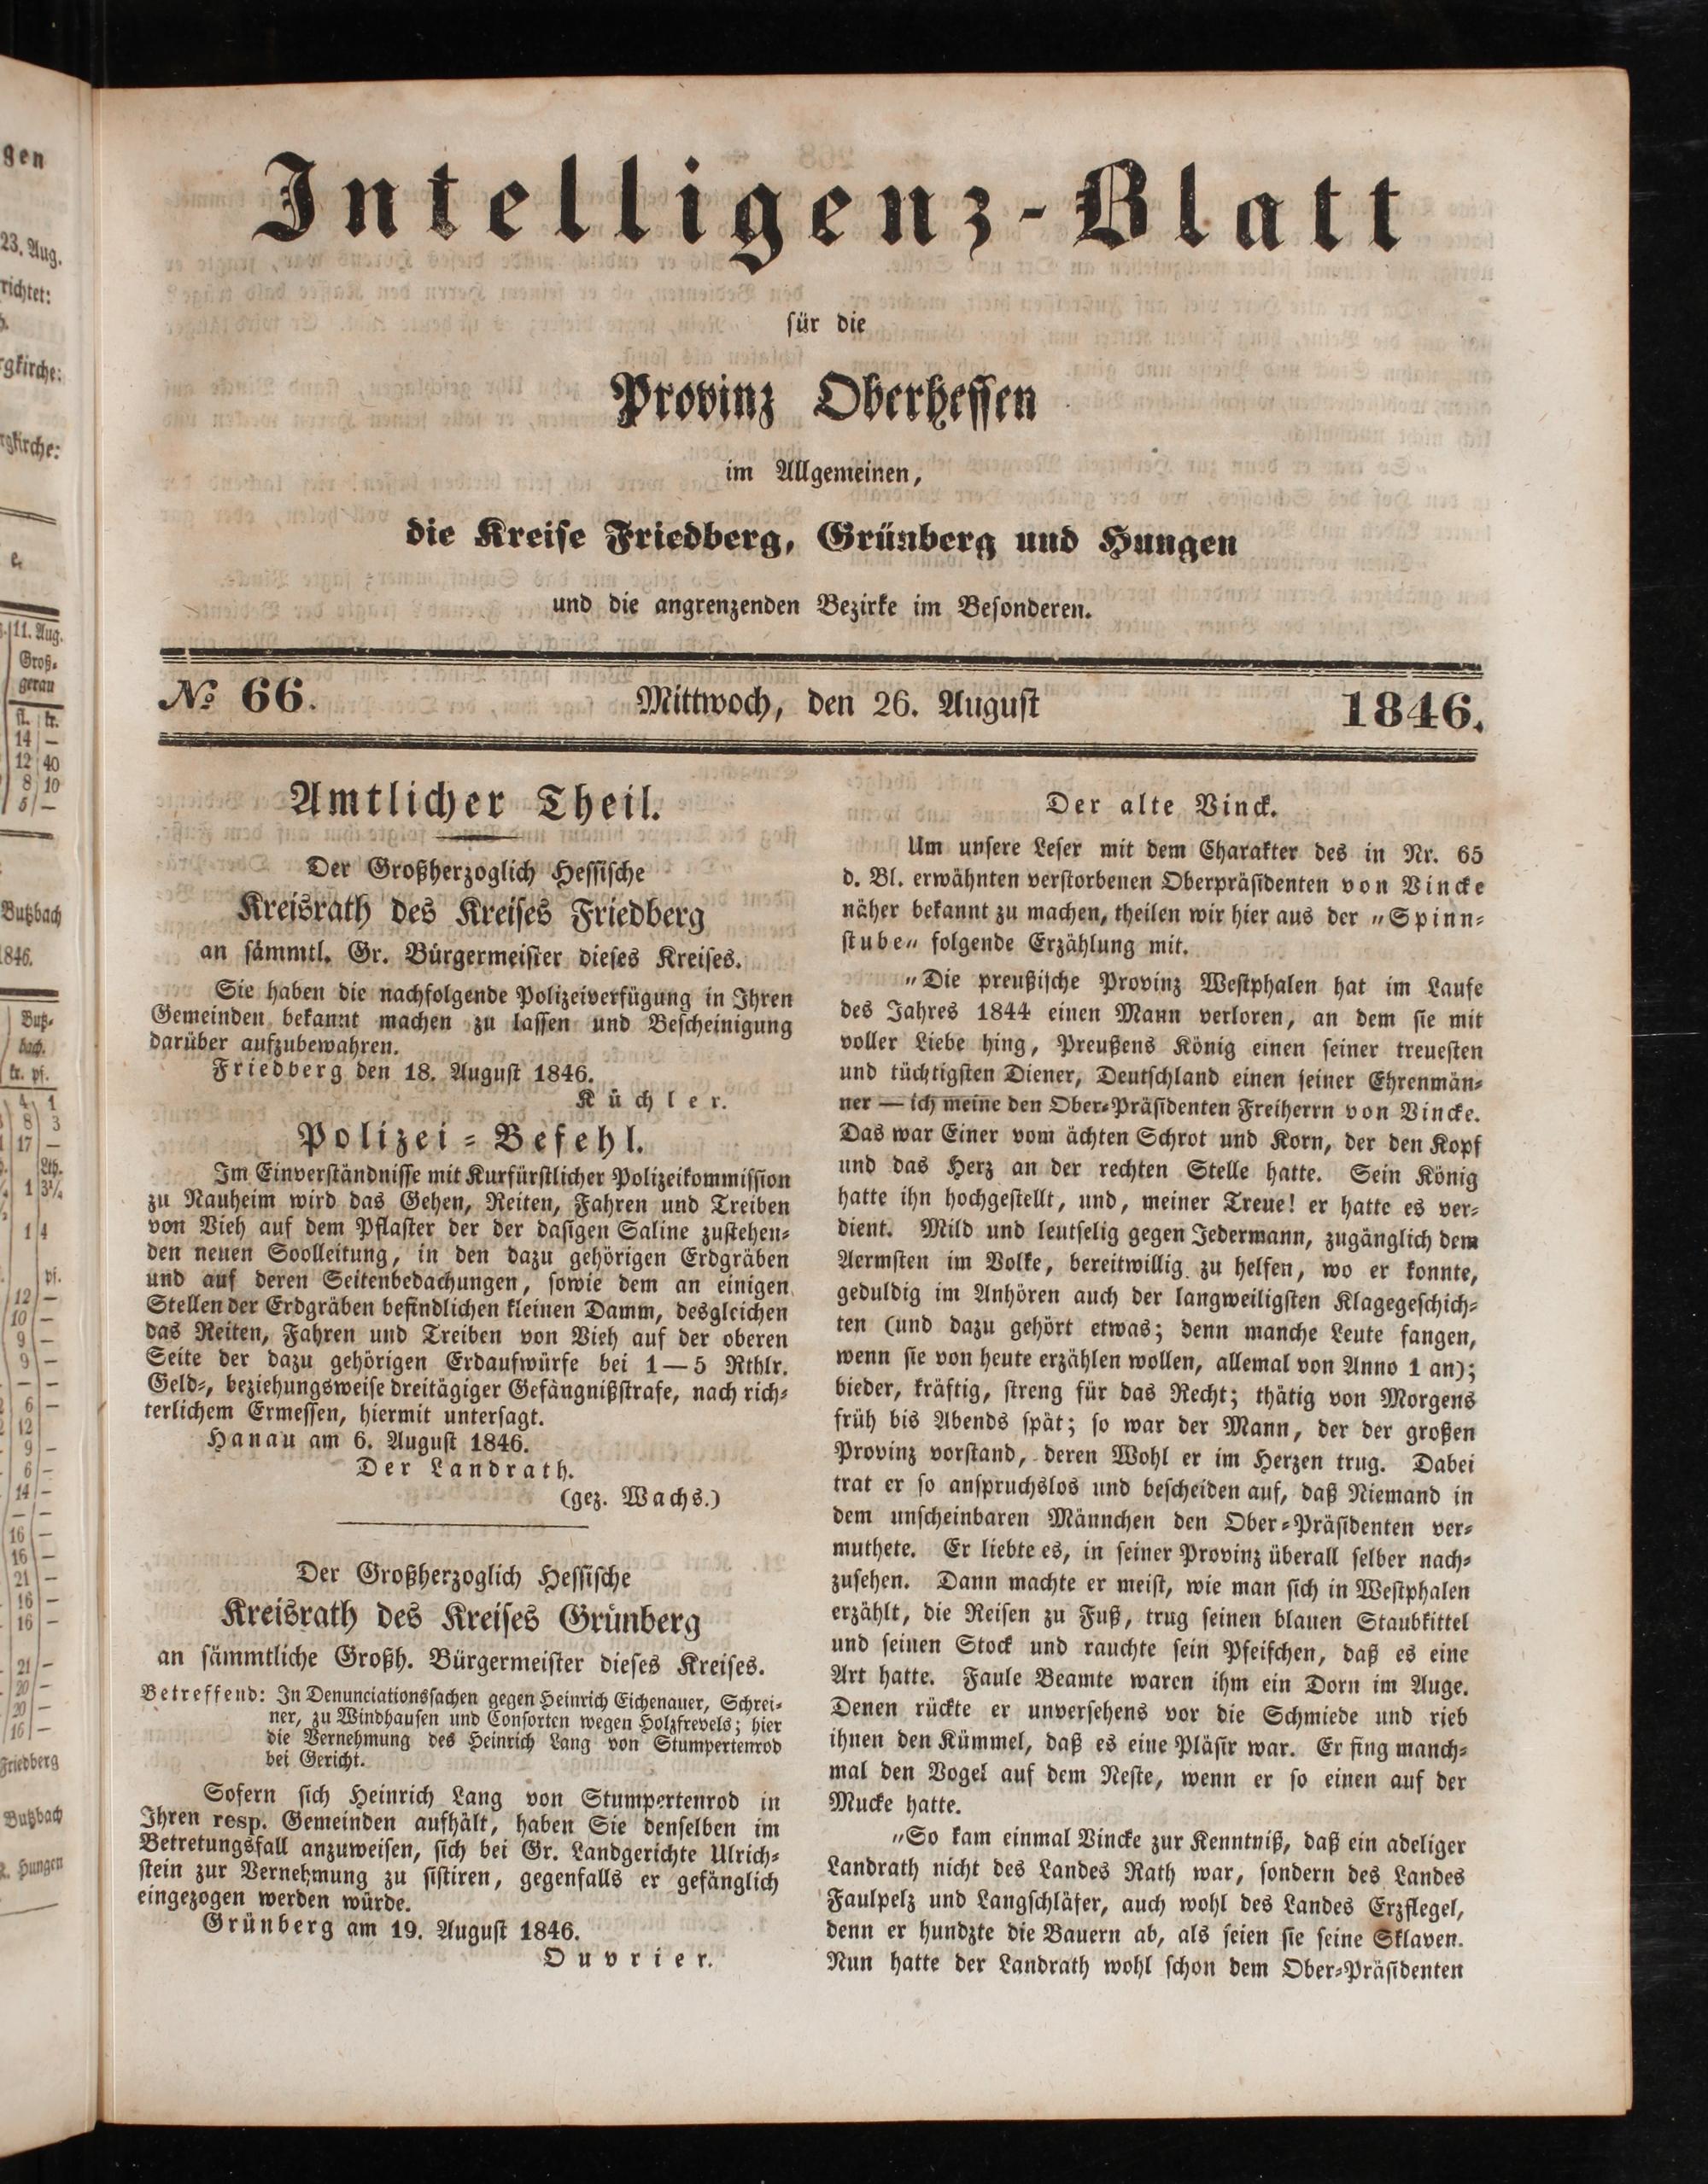 Intelligenz-Blatt
für die
Provinz Oberhessen
im Allgemeinen,
die Kreise Friedberg, Grünberg und Hungen
und die angrenzenden Bezirke im Besonderen.
№ 66. Mittwoch, den 26. August 1846.
Amtlicher Theil.
Der Großherzoglich Hessische
Kreisrath des Kreises Friedberg
an sämmtl. Gr. Bürgermeister dieses Kreises.
Sie haben die nachfolgende Polizeiverfügung in Ihren
Gemeinden bekannt machen zu lassen und Bescheinigung
darüber aufzubewahren.
Friedberg den 18. August 1846.
Küchler.
Polizei-Befehl.
Im Einverständnisse mit Kurfürstlicher Polizeikommission
zu Nauheim wird das Gehen, Reiten, Fahren und Treiben
von Vieh auf dem Pflaster der der dasigen Saline zustehen-
den neuen Soolleitung, in den dazu gehörigen Erdgräben
und auf deren Seitenbedachungen, sowie dem an einigen
Stellen der Erdgräben befindlichen kleinen Damm, desgleichen
das Reiten, Fahren und Treiben von Vieh auf der oberen
Seite der dazu gehörigen Erdaufwürfe bei 1—5 Rthlr.
Geld-, beziehungsweise dreitägiger Gefängnißstrafe, nach rich-
terlichem Ermessen, hiermit untersagt.
Hanau am 6. August 1846.
Der Landrath.
(gez. Wachs.)
Der Großherzoglich Hessische
Kreisrath des Kreises Grünberg
an sämmtliche Großh. Bürgermeister dieses Kreises.
Betreffend: In Denunciationssachen gegen Heinrich Eichenauer, Schrei-
ner, zu Windhausen und Consorten wegen Holzfrevels; hier
die Vernehmung des Heinrich Lang von Stumpertenrod
bei Gericht.
Sofern sich Heinrich Lang von Stumpertenrod in
Ihren resp. Gemeinden aufhält, haben Sie denselben im
Betretungsfall anzuweisen, sich bei Gr. Landgerichte Ulrich-
stein zur Vernehmung zu sistiren, gegenfalls er gefänglich
eingezogen werden würde.
Grünberg am 19. August 1846.
Ouvrier.
Der alte Vinck.
Um unsere Leser mit dem Charakter des in Nr. 65
d. Bl. erwähnten verstorbenen Oberpräsidenten von Vincke
näher bekannt zu machen, theilen wir hier aus der „Spinn-
stube„ folgende Erzählung mit.
„Die preußische Provinz Westphalen hat im Laufe
des Jahres 1844 einen Mann verloren, an dem sie mit
voller Liebe hing, Preußens König einen seiner treuesten
und tüchtigsten Diener, Deutschland einen seiner Ehrenmän-
ner — ich meine den Ober-Präsidenten Freiherrn von Vincke.
Das war Einer vom ächten Schrot und Korn, der den Kopf
und das Herz an der rechten Stelle hatte. Sein König
hatte ihn hochgestellt, und, meiner Treue! er hatte es ver-
dient. Mild und leutselig gegen Jedermann, zugänglich dem
Aermsten im Volke, bereitwillig zu helfen, wo er konnte,
geduldig im Anhören auch der langweiligsten Klagegeschich-
ten (und dazu gehört etwas; denn manche Leute fangen,
wenn sie von heute erzählen wollen, allemal von Anno 1 an);
bieder, kräftig, streng für das Recht; thätig von Morgens
früh bis Abends spät; so war der Mann, der der großen
Provinz vorstand, deren Wohl er im Herzen trug. Dabei
trat er so anspruchslos und bescheiden auf, daß Niemand in
dem unscheinbaren Männchen den Ober-Präsidenten ver-
muthete. Er liebte es, in seiner Provinz überall selber nach-
zusehen. Dann machte er meist, wie man sich in Westphalen
erzählt, die Reisen zu Fuß, trug seinen blauen Staubkittel
und seinen Stock und rauchte sein Pfeifchen, daß es eine
Art hatte. Faule Beamte waren ihm ein Dorn im Auge.
Denen rückte er unversehens vor die Schmiede und rieb
ihnen den Kümmel, daß es eine Pläsir war. Er fing manch-
mal den Vogel auf dem Neste, wenn er so einen auf der
Mucke hatte.
„So kam einmal Vincke zur Kenntniß, daß ein adeliger
Landrath nicht des Landes Rath war, sondern des Landes
Faulpelz und Langschläfer, auch wohl des Landes Erzflegel,
denn er hundzte die Bauern ab, als seien sie seine Sklaven.
Nun hatte der Landrath wohl schon dem Ober-Präsidenten